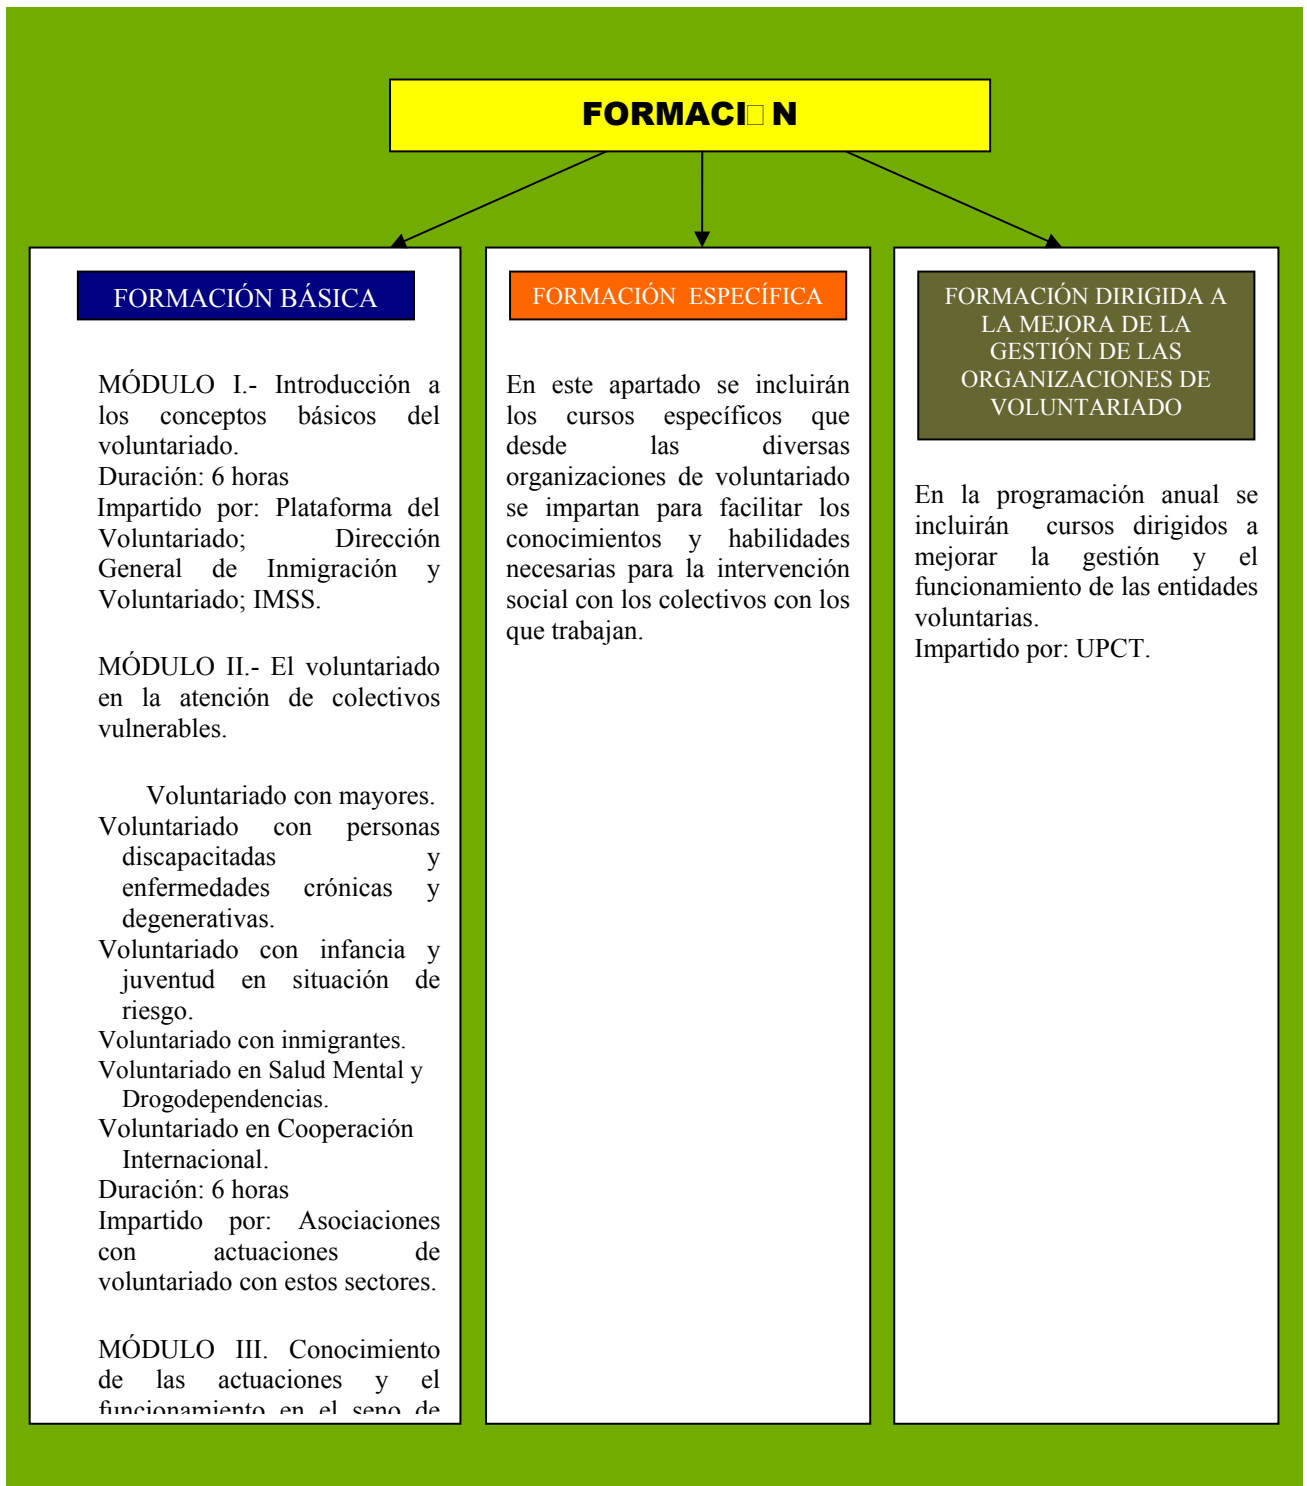 FORMACI□ N
FORMACIÓN BÁSICA
MÓDULO I.- Introducción a
los conceptos básicos del
voluntariado.
Duración: 6 horas
Impartido por: Plataforma del
Voluntariado; Dirección
General de Inmigración y
Voluntariado; IMSS.
MÓDULO II.- El voluntariado
en la atención de colectivos
vulnerables.
Voluntariado con mayores.
Voluntariado con personas
discapacitadas y
enfermedades crónicas y
degenerativas.
Voluntariado con infancia y
juventud en situación de
riesgo.
Voluntariado con inmigrantes.
Voluntariado en Salud Mental y
Drogodependencias.
Voluntariado en Cooperación
Internacional.
Duración: 6 horas
Impartido por: Asociaciones
con actuaciones de
voluntariado con estos sectores.
MÓDULO III. Conocimiento
de las actuaciones y el
funcionamiento en el seno de
FORMACIÓN ESPECÍFICA
En este apartado se incluirán
los cursos específicos que
desde las diversas
organizaciones de voluntariado
se impartan para facilitar los
conocimientos y habilidades
necesarias para la intervención
social con los colectivos con los
que trabajan.
FORMACIÓN DIRIGIDA A
LA MEJORA DE LA
GESTIÓN DE LAS
ORGANIZACIONES DE
VOLUNTARIADO
En la programación anual se
incluirán cursos dirigidos a
mejorar la gestión y el
funcionamiento de las entidades
voluntarias.
Impartido por: UPCT.